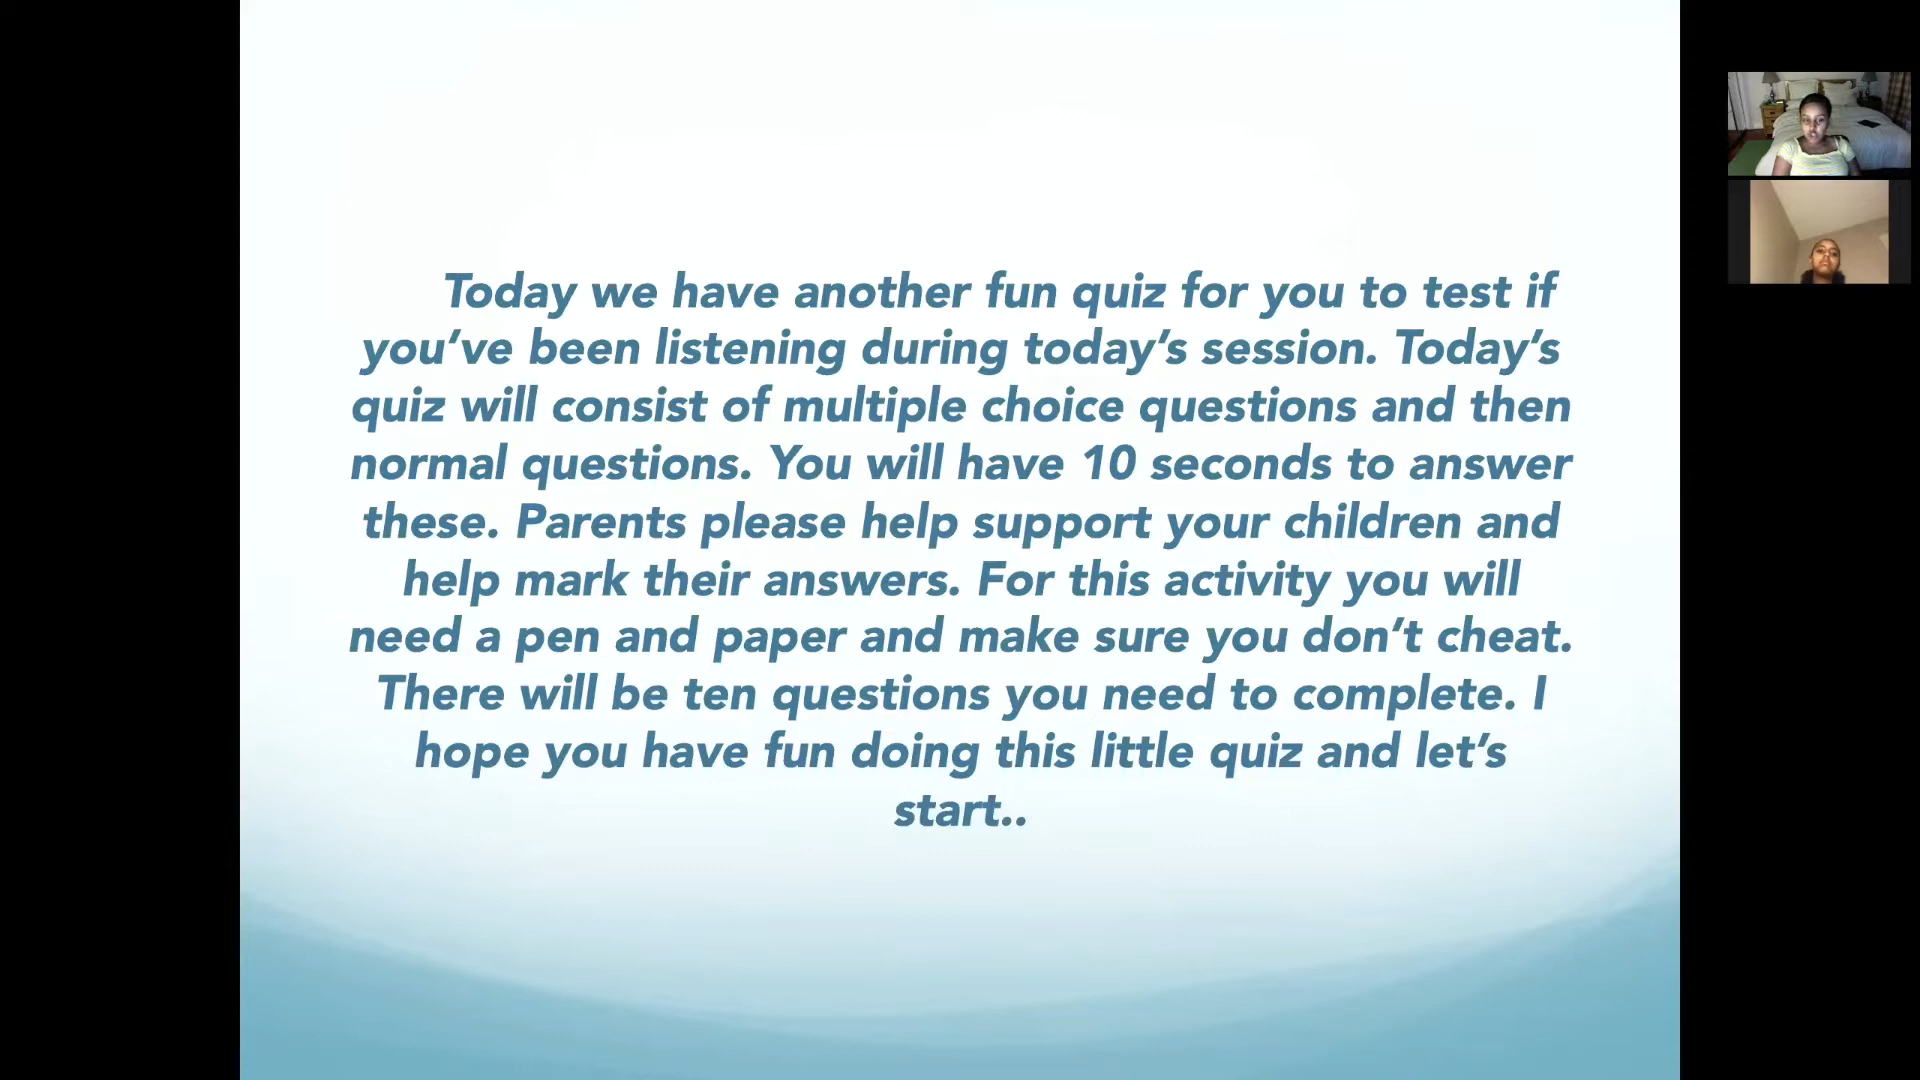 Today we have another fun quiz for you to test if
you’ve been listening during today’s session. Today’s
quiz will consist of multiple choice questions and then
normal questions. You will have 10 seconds to answer
these. Parents please help support your children and
help mark their answers. For this activity you will
need a pen and paper and make sure you don’t cheat.
There will be ten questions you need to complete. I
hope you have fun doing this little quiz and let’s
start..